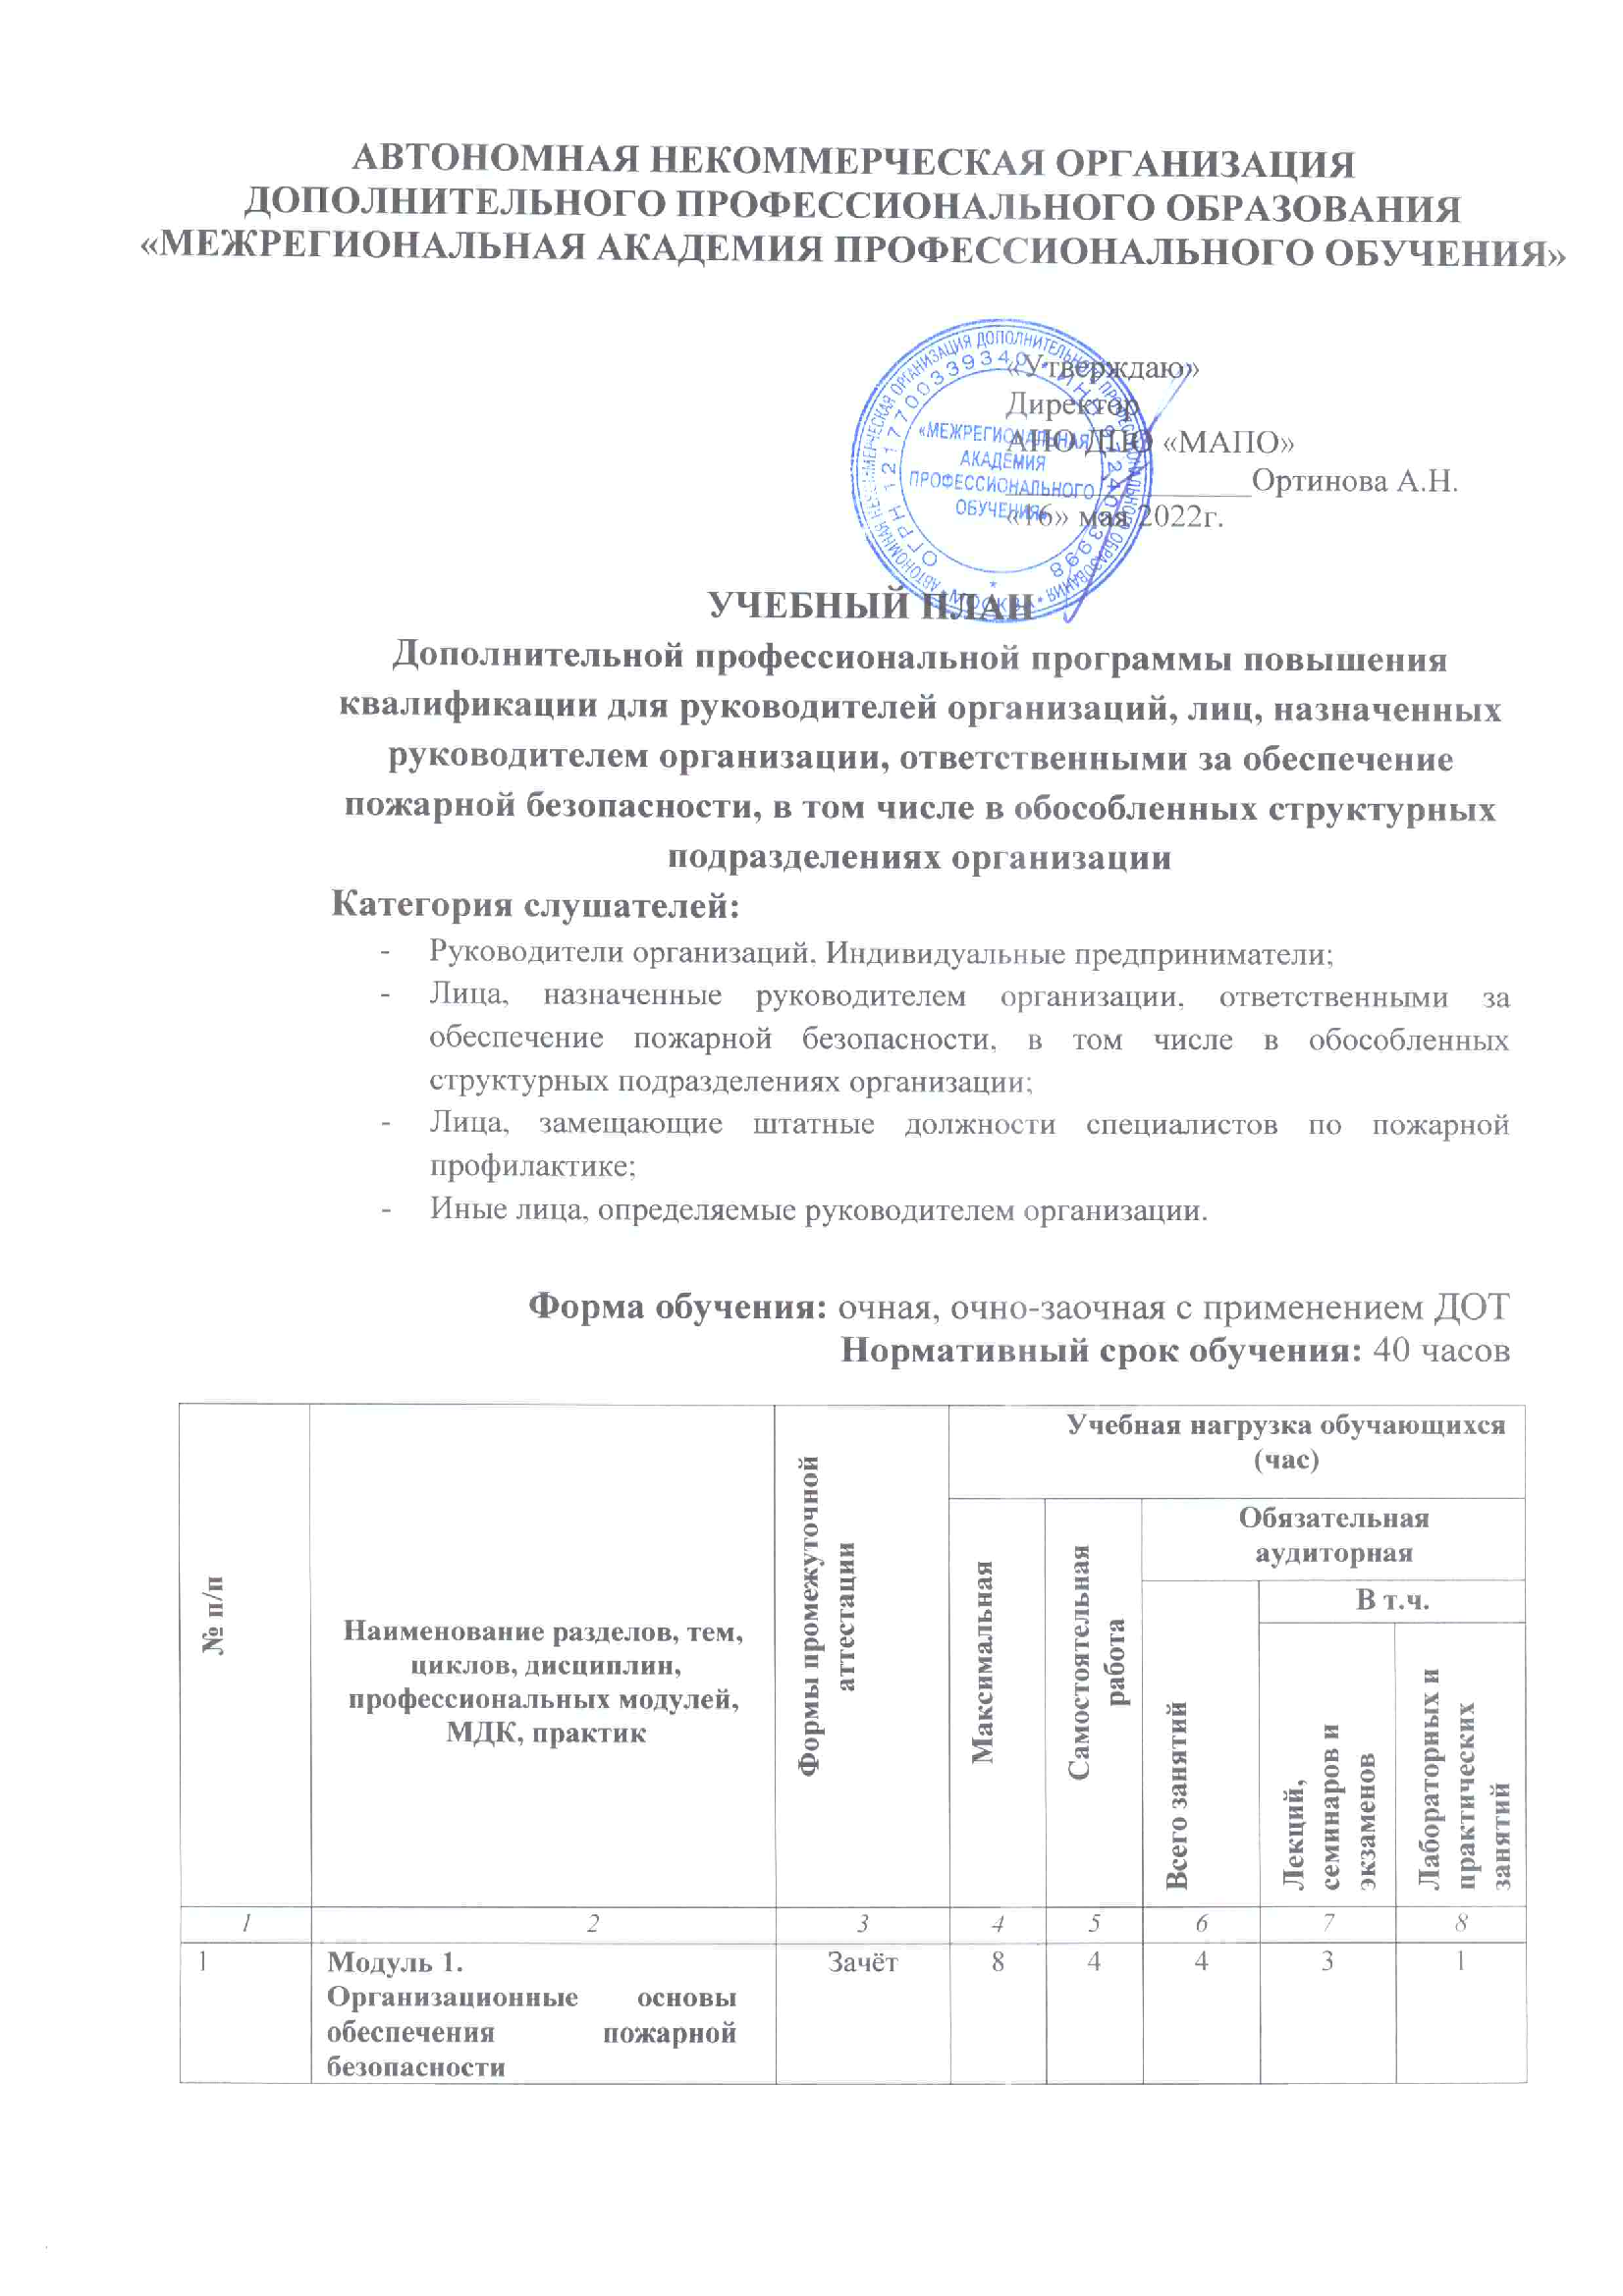 АВТОНОМНАЯ НЕКОММЕРЧЕСКАЯ ОРГАНИЗАЦИЯ
ДОПОЛНИТЕЛЬНОГО ПРОФЕССИОНАЛЬНОГО ОБРАЗОВАНИЯ
«МЕЖРЕГИОНАЛЬНАЯ АКАДЕМИЯ ПРОФЕССИОНАЛЬНОГО ОБУЧЕНИЯ»
«Утверждаю»
Директор
АНО ДПО «МАПО»
Ортинова А.Н.
«16» мая 2022г.
АВТОНОМНАЯ НЕКОММЕРЧЕСКАЯ ОРГАНИЗАЦИЯ ДОПОЛНИТЕЛЬНОГО ПРОФЕССИОНАЛЬНОГО ОБРАЗОВАНИЯ
ОГРН 1217700339340
«МЕЖРЕГИОНАЛЬНАЯ
АКАДЕМИЯ
ПРОФЕССИОНАЛЬНОГО
ОБУЧЕНИЯ»
МОСКВА
УЧЕБНЫЙ ПЛАН
Дополнительной профессиональной программы повышения
квалификации для руководителей организаций, лиц, назначенных
руководителем организации, ответственными за обеспечение
пожарной безопасности, в том числе в обособленных структурных
подразделениях организации
Категория слушателей:
- Руководители организаций. Индивидуальные предприниматели;
- Лица, назначенные руководителем организации, ответственными за
обеспечение пожарной безопасности, в том числе в обособленных
структурных подразделениях организации;
- Лица, замещающие штатные должности специалистов по пожарной
профилактике;
- Иные лица, определяемые руководителем организации.
Форма обучения: очная, очно-заочная с применением ДОТ
Нормативный срок обучения: 40 часов
№ п/п
Наименование разделов, тем,
циклов, дисциплин,
профессиональных модулей,
МДК, практик
Формы промежуточной
аттестации
Учебная нагрузка обучающихся
(час)
Максимальная
Самостоятельная
работа
Обязательная
аудиторная
Всего занятий
В т.ч.
Лекций,
семинаров и
экзаменов
Лабораторных и
практических
занятий
1 2 3 4 5 6 7 8
1 Модуль 1. Зачёт 8 4 4 3 1
Организационные основы
обеспечения пожарной
безопасности